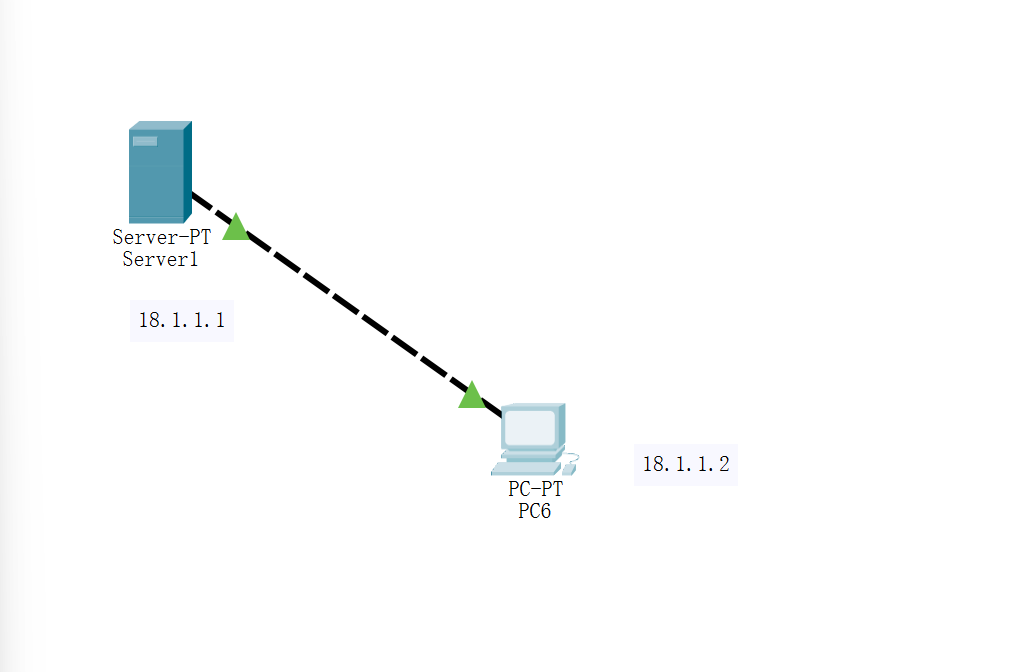 Server-PT
Server1
18.1.1.1
18.1.1.2
PC-PT
PC6